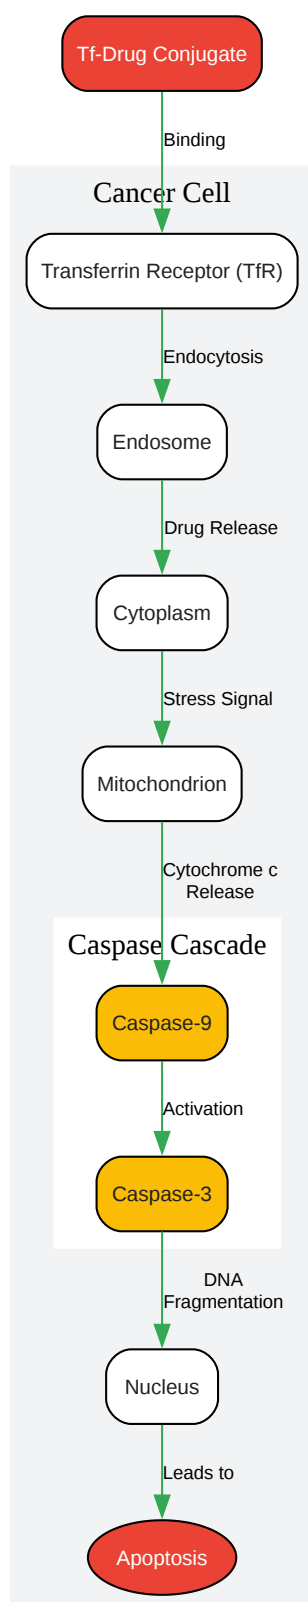 Tf-Drug Conjugate
Binding
Cancer Cell
Transferrin Receptor (TfR)
Endocytosis
Endosome
Drug Release
Cytoplasm
Stress Signal
Mitochondrion
Cytochrome c
Release
Caspase Cascade
Caspase-9
Activation
Caspase-3
DNA
Fragmentation
Nucleus
Leads to
Apoptosis